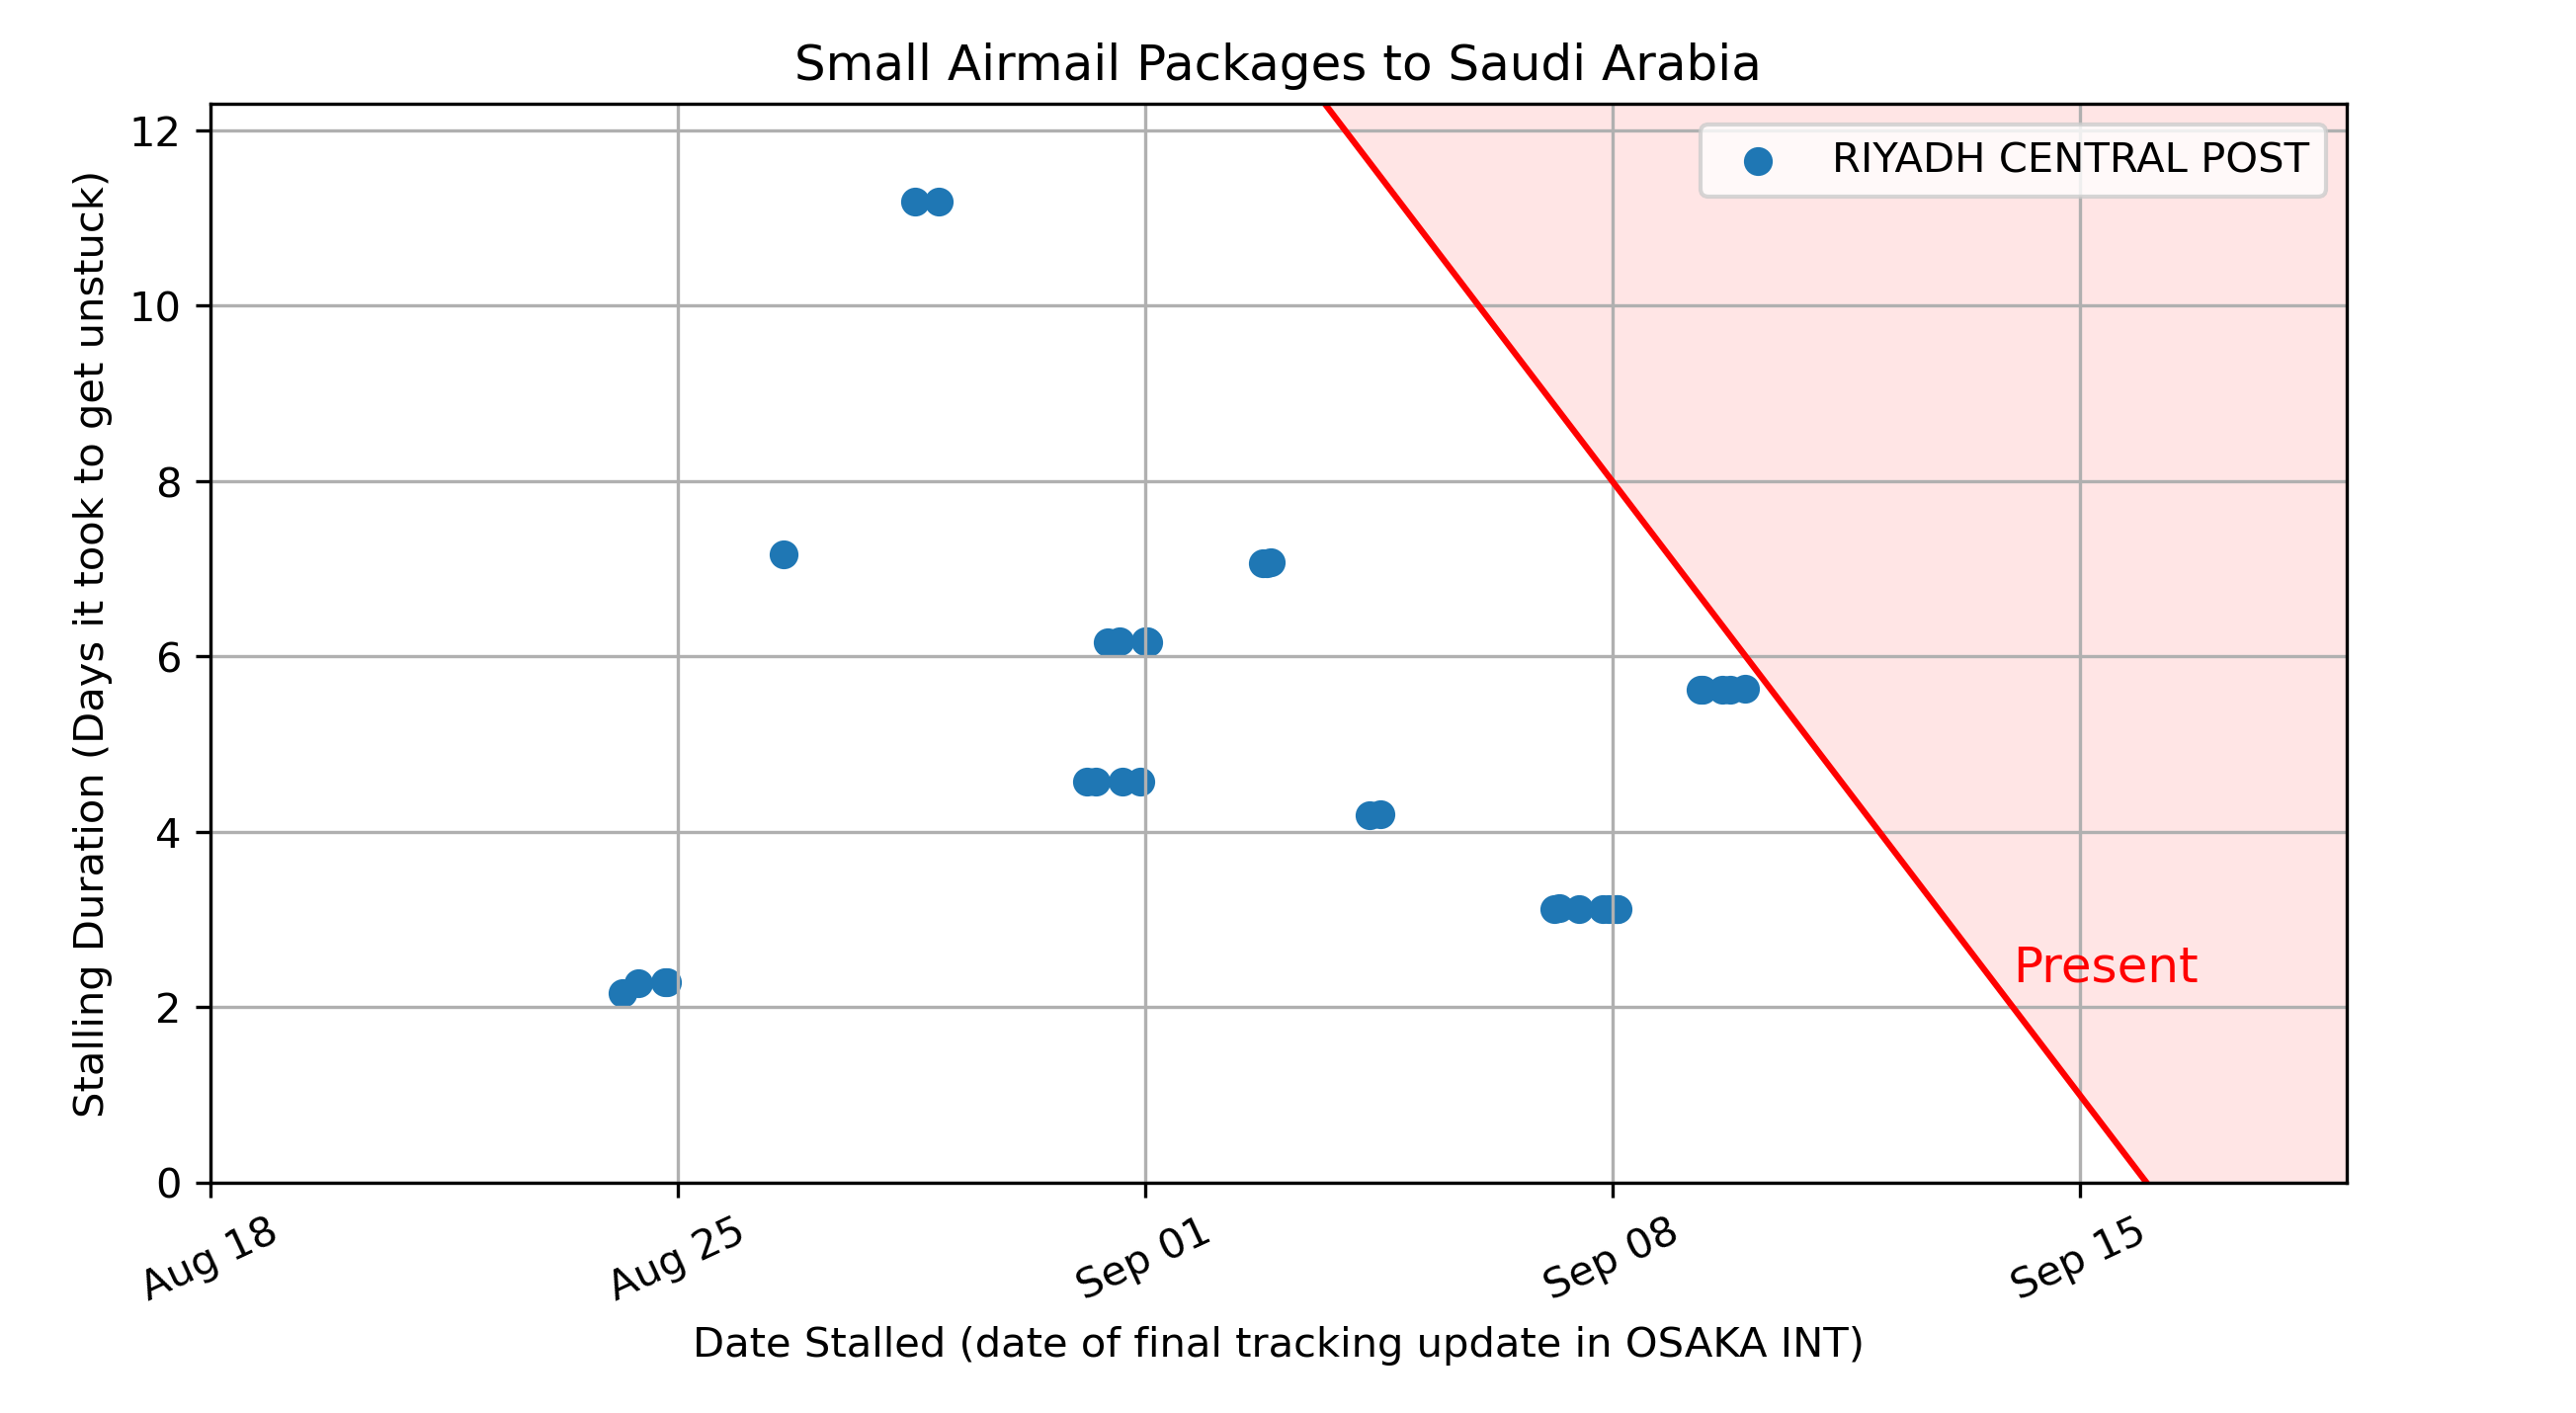 Small Airmail Packages to Saudi Arabia
RIYADH CENTRAL POST
Stalling Duration (Days it took to get unstuck)
12
10
8
6
4
2
0
Present
Aug 18
Aug 25
Sep 01
Sep 08
Sep 15
Date Stalled (date of final tracking update in OSAKA INT)